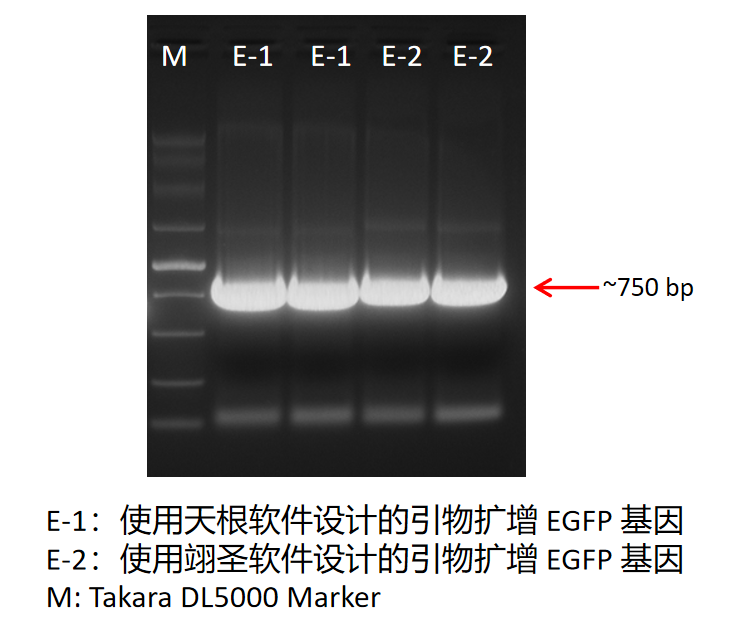 M E-1 E-1 E-2 E-2
~750 bp
E-1：使用天根软件设计的引物扩增 EGFP 基因
E-2：使用翊圣软件设计的引物扩增 EGFP 基因
M: Takara DL5000 Marker